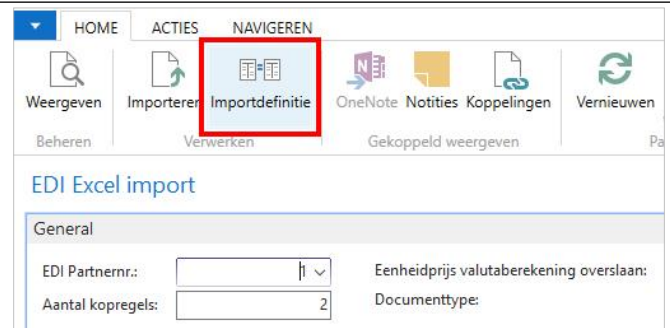 HOME ACTIES NAVIGEREN
Weergeven Importeren Importdefinitie OneNote Notities Koppelingen Vernieuwen
Beheren Verwerken Gekoppeld weergeven Pa
EDI Excel import
General
EDI Partnernr.: 1 Eenheidprijs valutaberekening overslaan:
Aantal kopregels: 2 Documenttype: